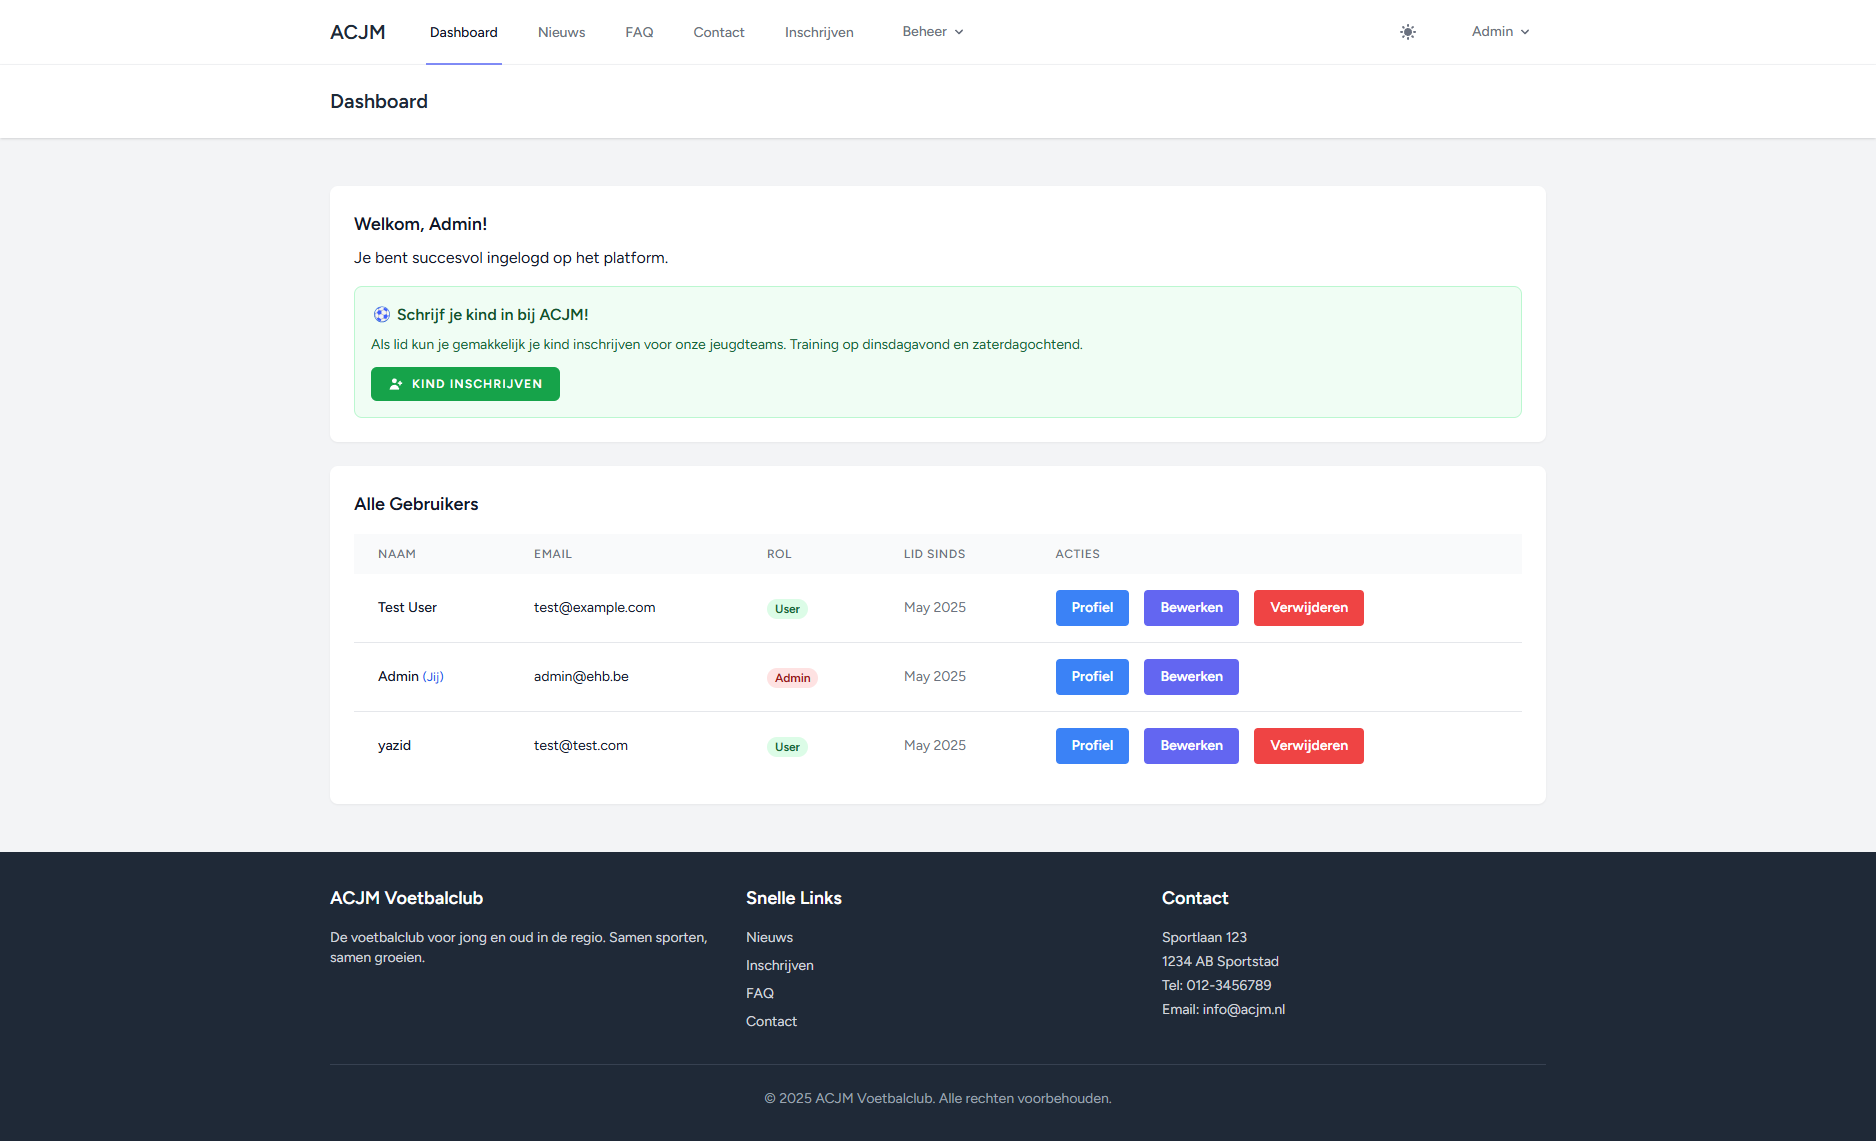 ACJM Dashboard Nieuws FAQ Contact Inschrijven Beheer Admin
Dashboard
Welkom, Admin!
Je bent succesvol ingelogd op het platform.
Schrijf je kind in bij ACJM!
Als lid kun je gemakkelijk je kind inschrijven voor onze jeugdteams. Training op dinsdagavond en zaterdagochtend.
KIND INSCHRIJVEN
Alle Gebruikers
NAAM EMAIL ROL LID SINDS ACTIES
Test User test@example.com User May 2025 Profiel Bewerken Verwijderen
Admin (Jij) admin@ehb.be Admin May 2025 Profiel Bewerken
yazid test@test.com User May 2025 Profiel Bewerken Verwijderen
ACJM Voetbalclub
De voetbalclub voor jong en oud in de regio. Samen sporten,
samen groeien.
Snelle Links
Nieuws
Inschrijven
FAQ
Contact
Contact
Sportlaan 123
1234 AB Sportstad
Tel: 012-3456789
Email: info@acjm.nl
© 2025 ACJM Voetbalclub. Alle rechten voorbehouden.